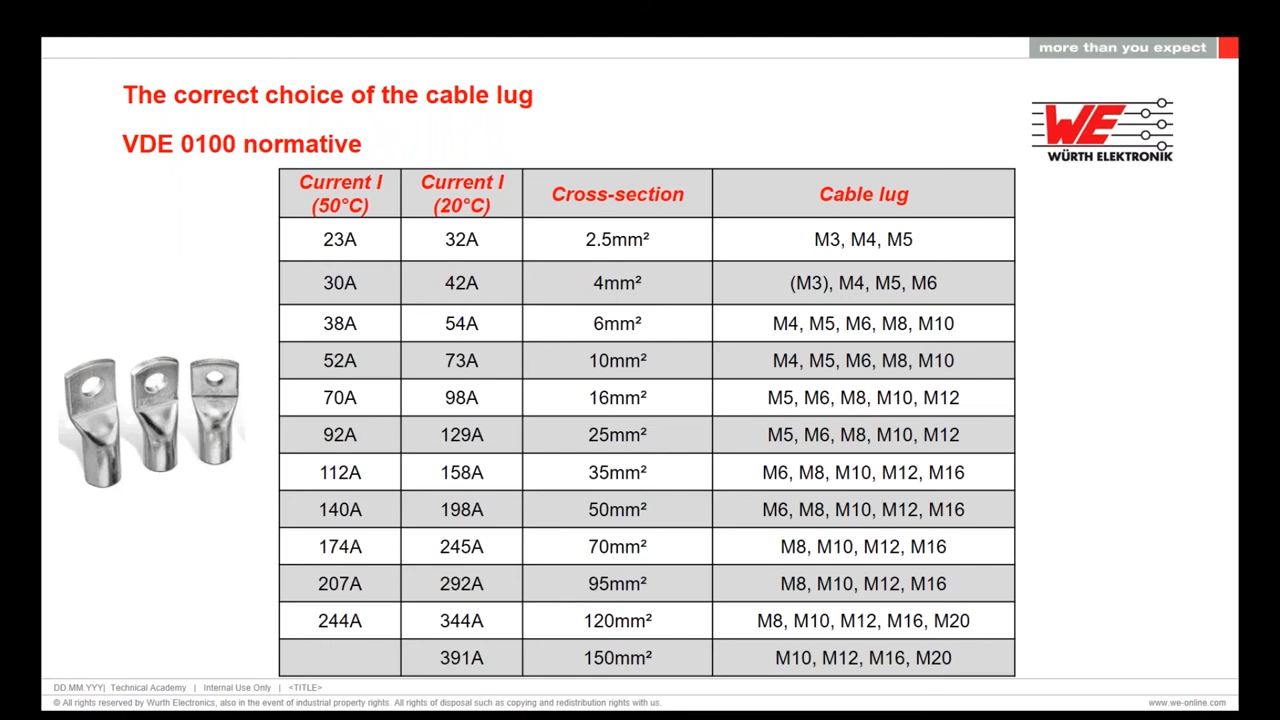 more than you expect
The correct choice of the cable lug
WE
WÜRTH ELEKTRONIK
VDE 0100 normative
Current I (50°C) Current I (20°C) Cross-section Cable lug
23A 32A 2.5mm² M3, M4, M5
30A 42A 4mm² (M3), M4, M5, M6
38A 54A 6mm² M4, M5, M6, M8, M10
52A 73A 10mm² M4, M5, M6, M8, M10
70A 98A 16mm² M5, M6, M8, M10, M12
92A 129A 25mm² M5, M6, M8, M10, M12
112A 158A 35mm² M6, M8, M10, M12, M16
140A 198A 50mm² M6, M8, M10, M12, M16
174A 245A 70mm² M8, M10, M12, M16
207A 292A 95mm² M8, M10, M12, M16
244A 344A 120mm² M8, M10, M12, M16, M20
391A 150mm² M10, M12, M16, M20
DD.MM.YYY| Technical Academy | Internal Use Only | <TITLE>
© All rights reserved by Wurth Electronics, also in the event of industrial property rights. All rights of disposal such as copying and redistribution rights with us. www.we-online.com